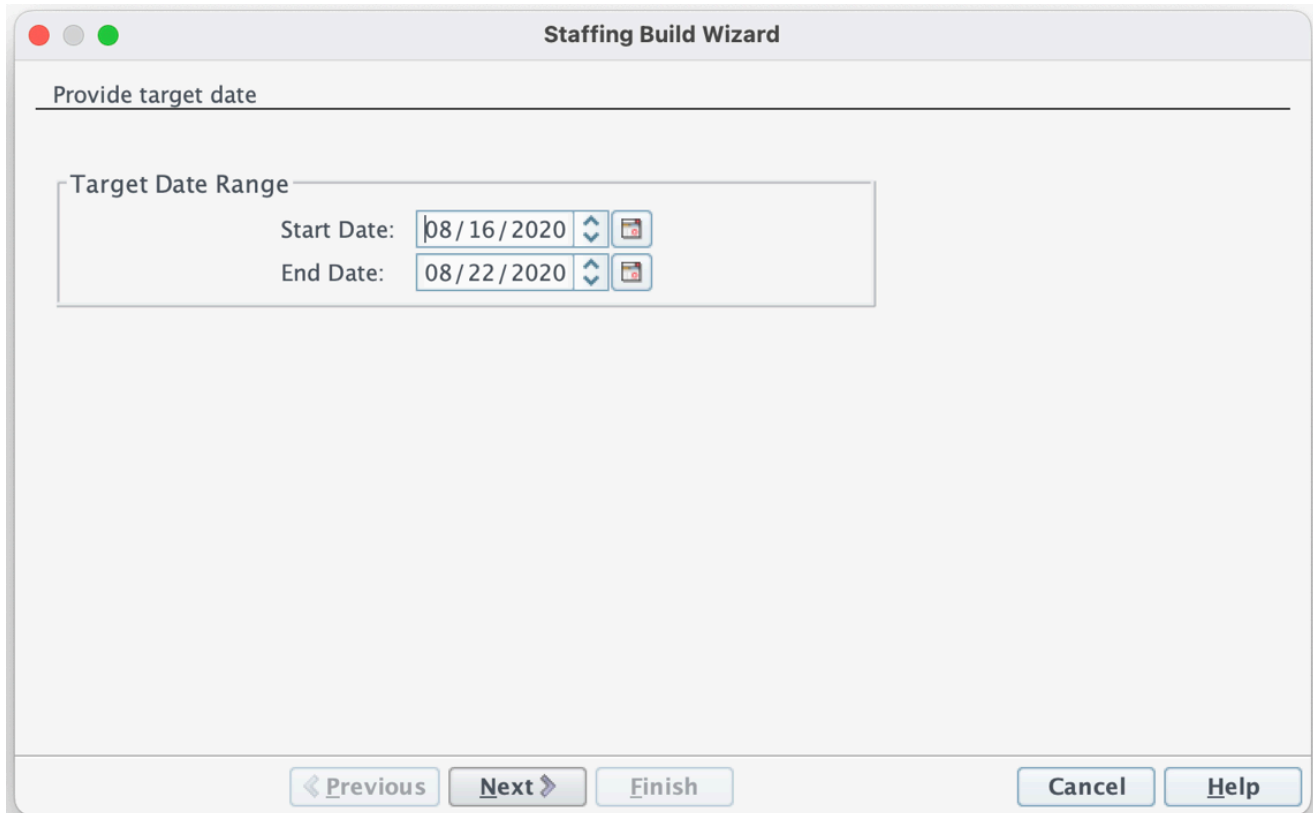 Staffing Build Wizard
Provide target date
Target Date Range
Start Date: 08/16/2020
End Date: 08/22/2020
Previous Next Finish Cancel Help